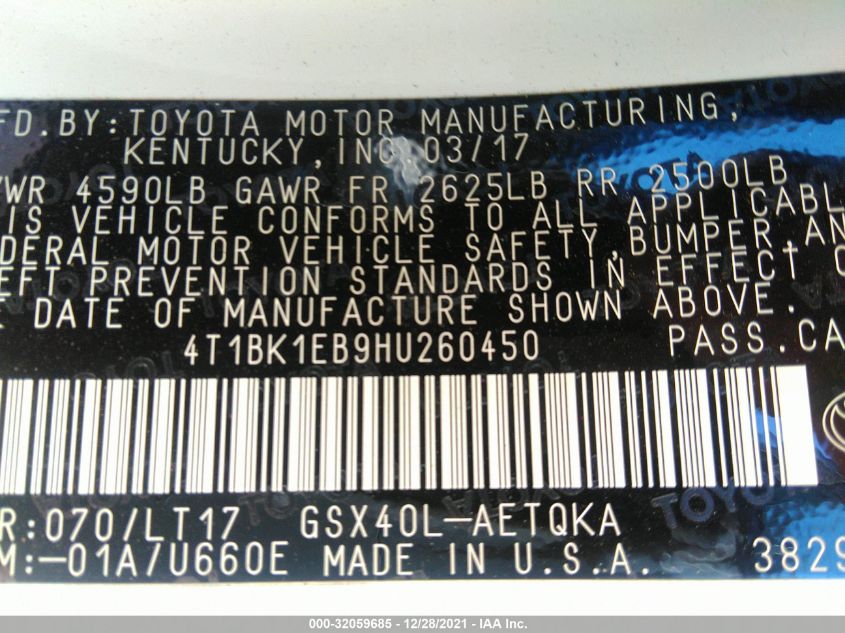 FD.BY:TOYOTA MOTOR MANUFACTURING,
KENTUCKY,INC. 03/17
VWR 4590LB GAWR FR 2625LB RR 2500LB
IS VEHICLE CONFORMS TO ALL APPLICABL
DERAL MOTOR VEHICLE SAFETY,BUMPER,AN
EFT PREVENTION STANDARDS IN EFFECT O
E DATE OF MANUFACTURE SHOWN ABOVE.
4T1BK1EB9HU260450 PASS.CA
R:070/LT17 GSX40L-AETQKA
M:-01A/U660E MADE IN U.S.A. 3829
000-32059685 - 12/28/2021 - IAA Inc.